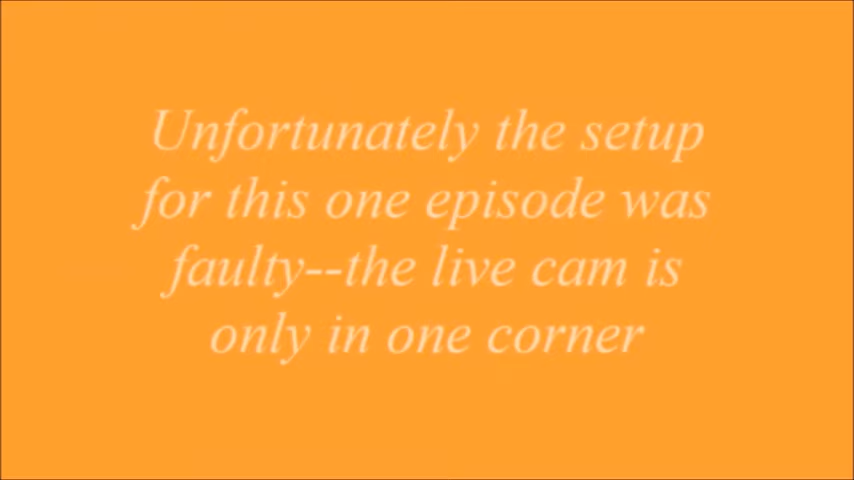 Unfortunately the setup
for this one episode was
faulty--the live cam is
only in one corner